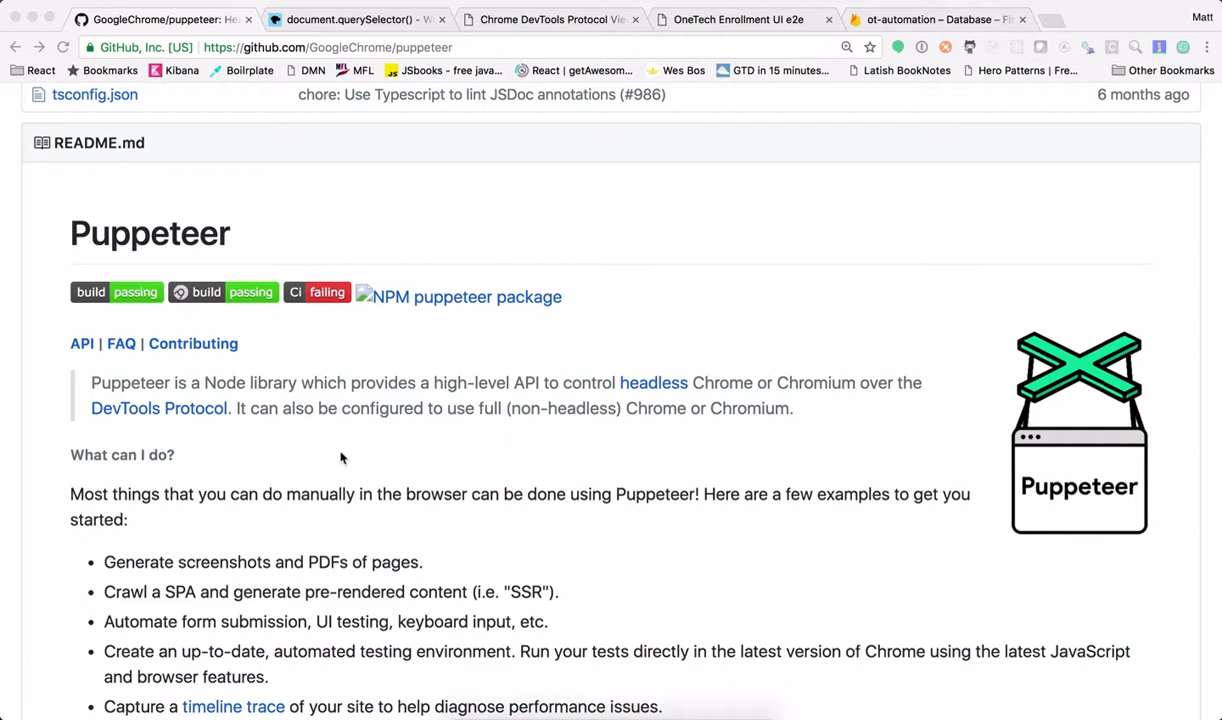 GoogleChrome/puppeteer: He
document.querySelector() - W
Chrome DevTools Protocol Vie
OneTech Enrollment UI e2e
ot-automation – Database – Fi
Matt
GitHub, Inc. [US] https://github.com/GoogleChrome/puppeteer
React
Bookmarks
Kibana
Boilrplate
DMN
MFL
JSbooks - free java...
React | getAwesom...
Wes Bos
GTD in 15 minutes...
Latish BookNotes
Hero Patterns | Fre...
Other Bookmarks
tsconfig.json chore: Use Typescript to lint JSDoc annotations (#986) 6 months ago
README.md
Puppeteer
build passing build passing Ci failing NPM puppeteer package
API | FAQ | Contributing
Puppeteer is a Node library which provides a high-level API to control headless Chrome or Chromium over the
DevTools Protocol. It can also be configured to use full (non-headless) Chrome or Chromium.
Puppeteer
What can I do?
Most things that you can do manually in the browser can be done using Puppeteer! Here are a few examples to get you
started:
• Generate screenshots and PDFs of pages.
• Crawl a SPA and generate pre-rendered content (i.e. "SSR").
• Automate form submission, UI testing, keyboard input, etc.
• Create an up-to-date, automated testing environment. Run your tests directly in the latest version of Chrome using the latest JavaScript
and browser features.
• Capture a timeline trace of your site to help diagnose performance issues.